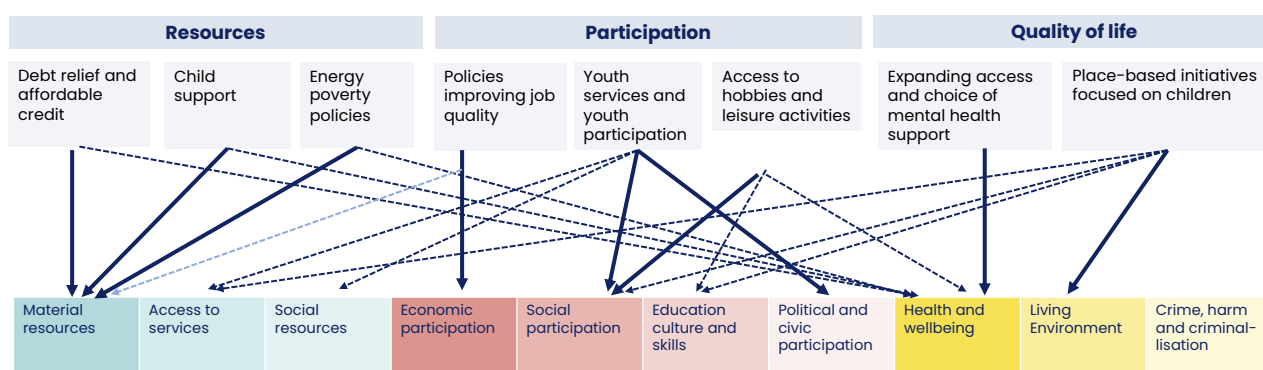 Resources
Participation
Quality of life
Debt relief and
affordable
credit
Child
support
Energy
poverty
policies
Policies
improving job
quality
Youth
services and
youth
participation
Access to
hobbies and
leisure activities
Expanding access
and choice of
mental health
support
Place-based initiatives
focused on children
Material
resources
Access to
services
Social
resources
Economic
participation
Social
participation
Education
culture and
skills
Political and
civic
participation
Health and
wellbeing
Living
Environment
Crime, harm
and criminal-
lisation